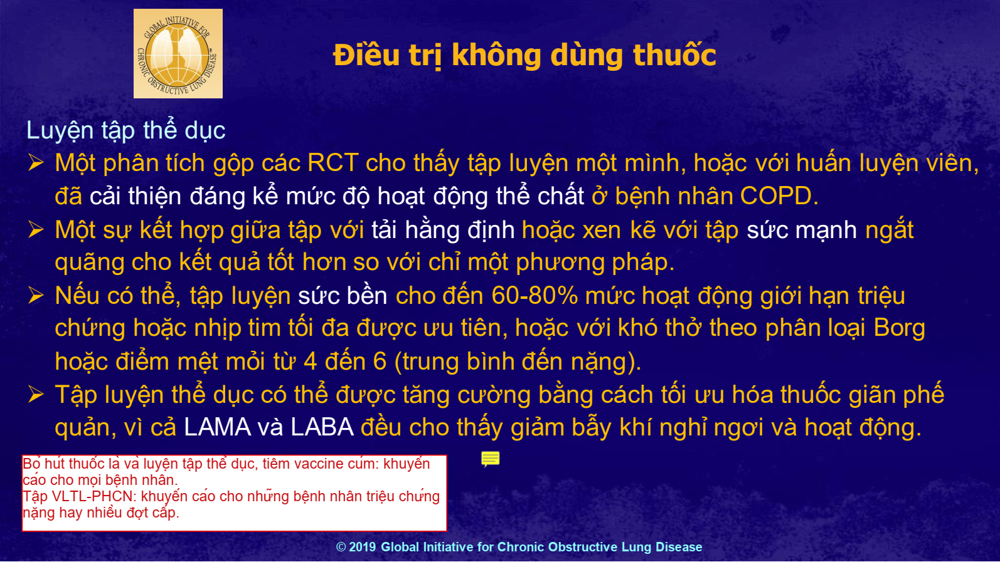 GLOBAL INITIATIVE FOR
CHRONIC OBSTRUCTIVE LUNG DISEASE
Điều trị không dùng thuốc
Luyện tập thể dục
➢ Một phân tích gộp các RCT cho thấy tập luyện một mình, hoặc với huấn luyện viên,
đã cải thiện đáng kể mức độ hoạt động thể chất ở bệnh nhân COPD.
➢ Một sự kết hợp giữa tập với tải hằng định hoặc xen kẽ với tập sức mạnh ngắt
quãng cho kết quả tốt hơn so với chỉ một phương pháp.
➢ Nếu có thể, tập luyện sức bền cho đến 60-80% mức hoạt động giới hạn triệu
chứng hoặc nhịp tim tối đa được ưu tiên, hoặc với khó thở theo phân loại Borg
hoặc điểm mệt mỏi từ 4 đến 6 (trung bình đến nặng).
➢ Tập luyện thể dục có thể được tăng cường bằng cách tối ưu hóa thuốc giãn phế
quản, vì cả LAMA và LABA đều cho thấy giảm bẫy khí nghỉ ngơi và hoạt động.
Bỏ hút thuốc lá và luyện tập thể dục, tiêm vaccine cúm: khuyến
cáo cho mọi bệnh nhân.
Tập VLTL-PHCN: khuyến cáo cho những bệnh nhân triệu chứng
nặng hay nhiều đợt cấp.
© 2019 Global Initiative for Chronic Obstructive Lung Disease